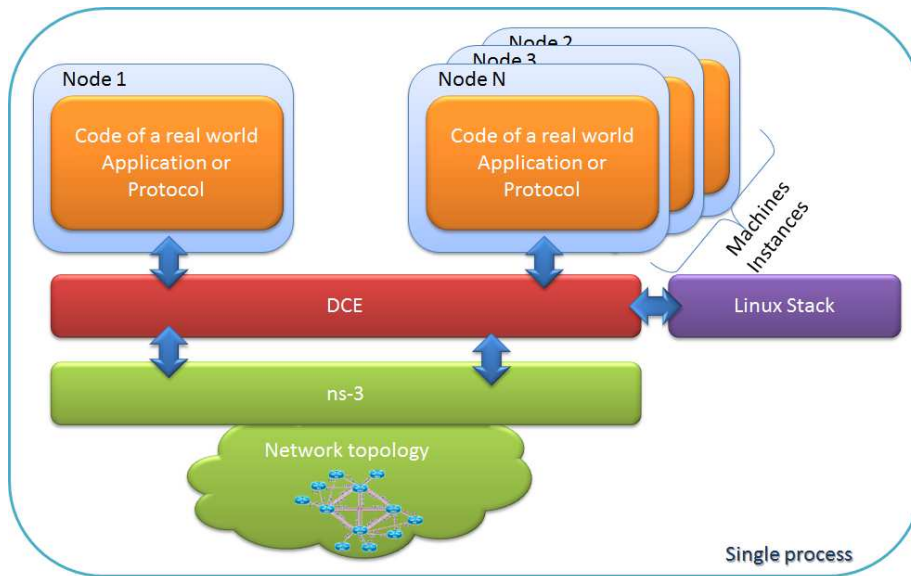 Node 1
Code of a real world
Application or
Protocol
Node 2
Node 3
Node N
Code of a real world
Application or
Protocol
Machines
Instances
DCE
Linux Stack
ns-3
Network topology
Single process